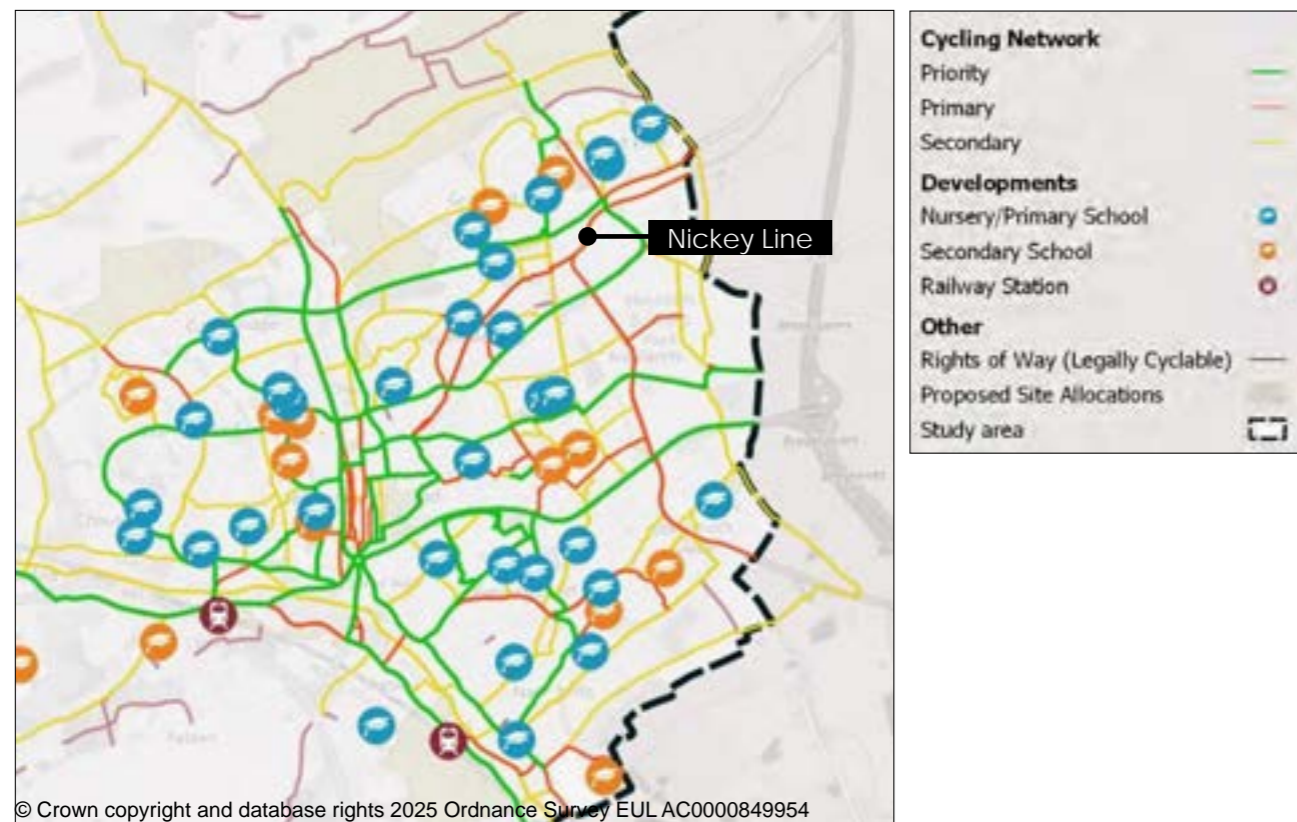 Nickey Line
© Crown copyright and database rights 2025 Ordnance Survey EUL AC0000849954
Cycling Network
Priority
Primary
Secondary
Developments
Nursery/Primary School
Secondary School
Railway Station
Other
Rights of Way (Legally Cyclable)
Proposed Site Allocations
Study area